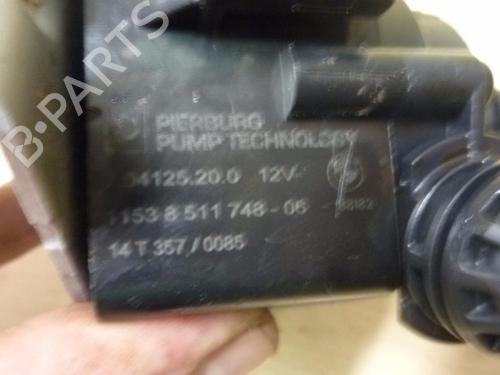 B-PARTS
PIERBURG
PUMP TECHNOLOGY
04125.20.0 12V
1153 8 511 748-06
14 T 357 / 0085